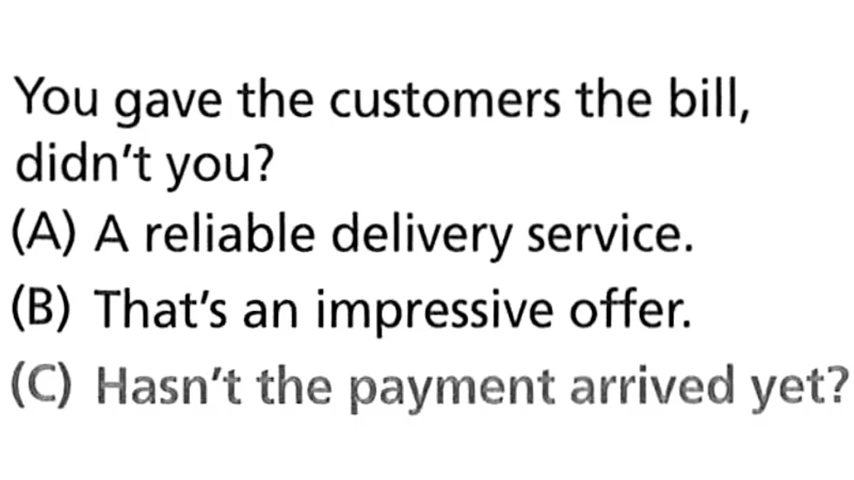 You gave the customers the bill,
didn't you?
(A) A reliable delivery service.
(B) That's an impressive offer.
(C) Hasn't the payment arrived yet?